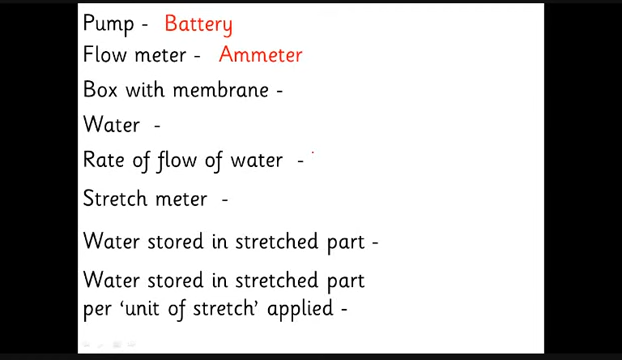 Pump - Battery
Flow meter - Ammeter
Box with membrane -
Water -
Rate of flow of water -
Stretch meter -
Water stored in stretched part -
Water stored in stretched part
per ‘unit of stretch’ applied -